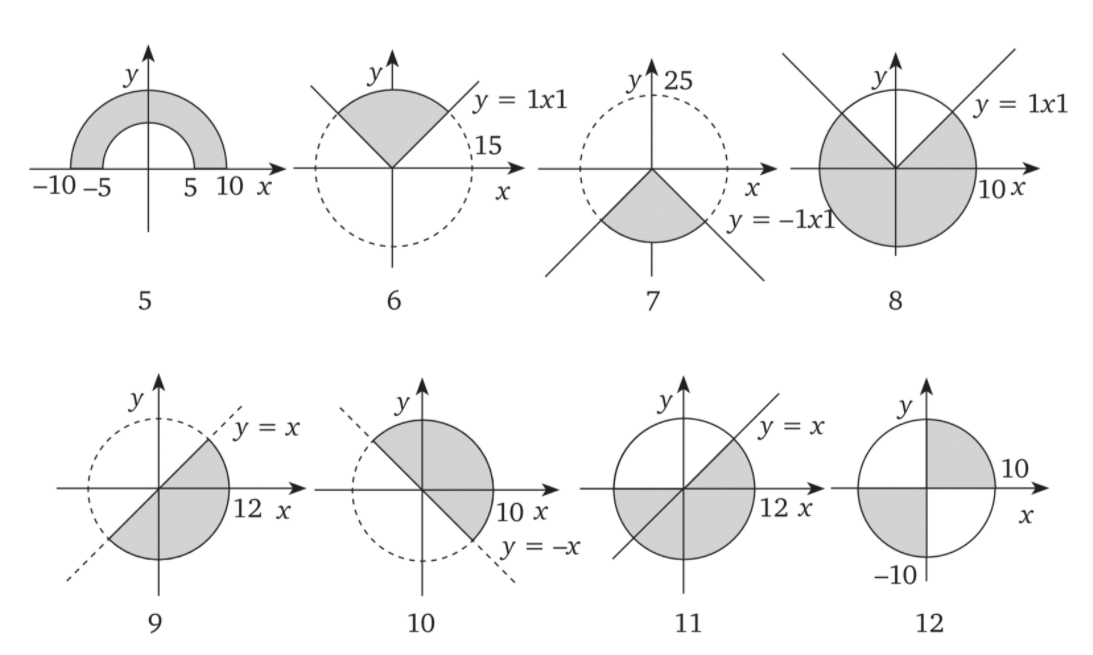 y
–10 –5 5 10 x
5
y
y = 1x1
15
x
6
y 25
x
y = –1x1
7
y
y = 1x1
10 x
8
y
y = x
12 x
9
y
10 x
y = –x
10
y
y = x
12 x
11
y
10
x
–10
12